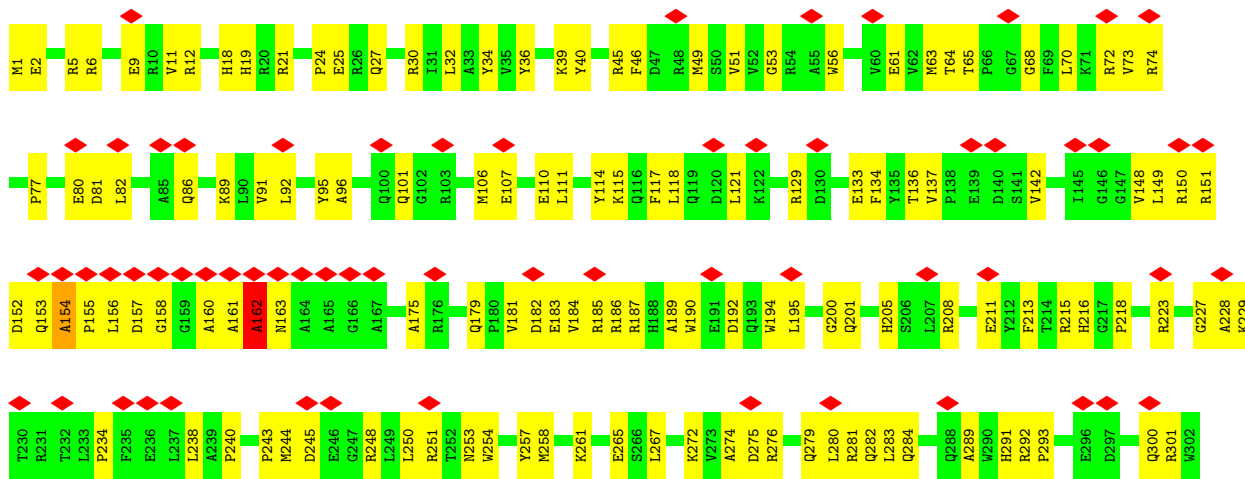 M1 E2 R5 R6 E9 R10 V11 R12 H18 H19 R20 R21 P24 E25 R26 Q27 R30 I31 L32 A33 Y34 V35 Y36 K39 Y40 R45 F46 D47 R48 M49 S50 V51 V52 G53 R54 A55 W56 V60 E61 V62 M63 T64 T65 P66 G67 G68 F69 L70 K71 R72 V73 R74
P77 E80 D81 L82 A85 Q86 K89 L90 V91 L92 Y95 A96 Q100 Q101 G102 R103 M106 E107 E110 L111 Y114 K115 Q116 F117 L118 Q119 D120 L121 K122 R129 D130 E133 F134 Y135 T136 V137 P138 E139 D140 S141 V142 I145 G146 G147 V148 L149 R150 R151
D152 Q153 A154 P155 L156 D157 G158 G159 A160 A161 A162 N163 A164 A165 G166 A167 A175 R176 Q179 P180 V181 D182 E183 V184 R185 R186 R187 H188 A189 W190 E191 D192 Q193 W194 L195 G200 Q201 H205 S206 L207 R208 E211 Y212 F213 T214 R215 H216 G217 P218 R223 G227 A228 K229
T230 R231 T232 L233 P234 F235 E236 L237 L238 A239 P240 P243 M244 D245 E246 G247 R248 L249 L250 R251 T252 N253 W254 Y257 M258 K261 E265 S266 L267 K272 V273 A274 D275 R276 Q279 L280 R281 Q282 L283 Q284 Q288 A289 W290 H291 R292 P293 E296 D297 Q300 R301 W302